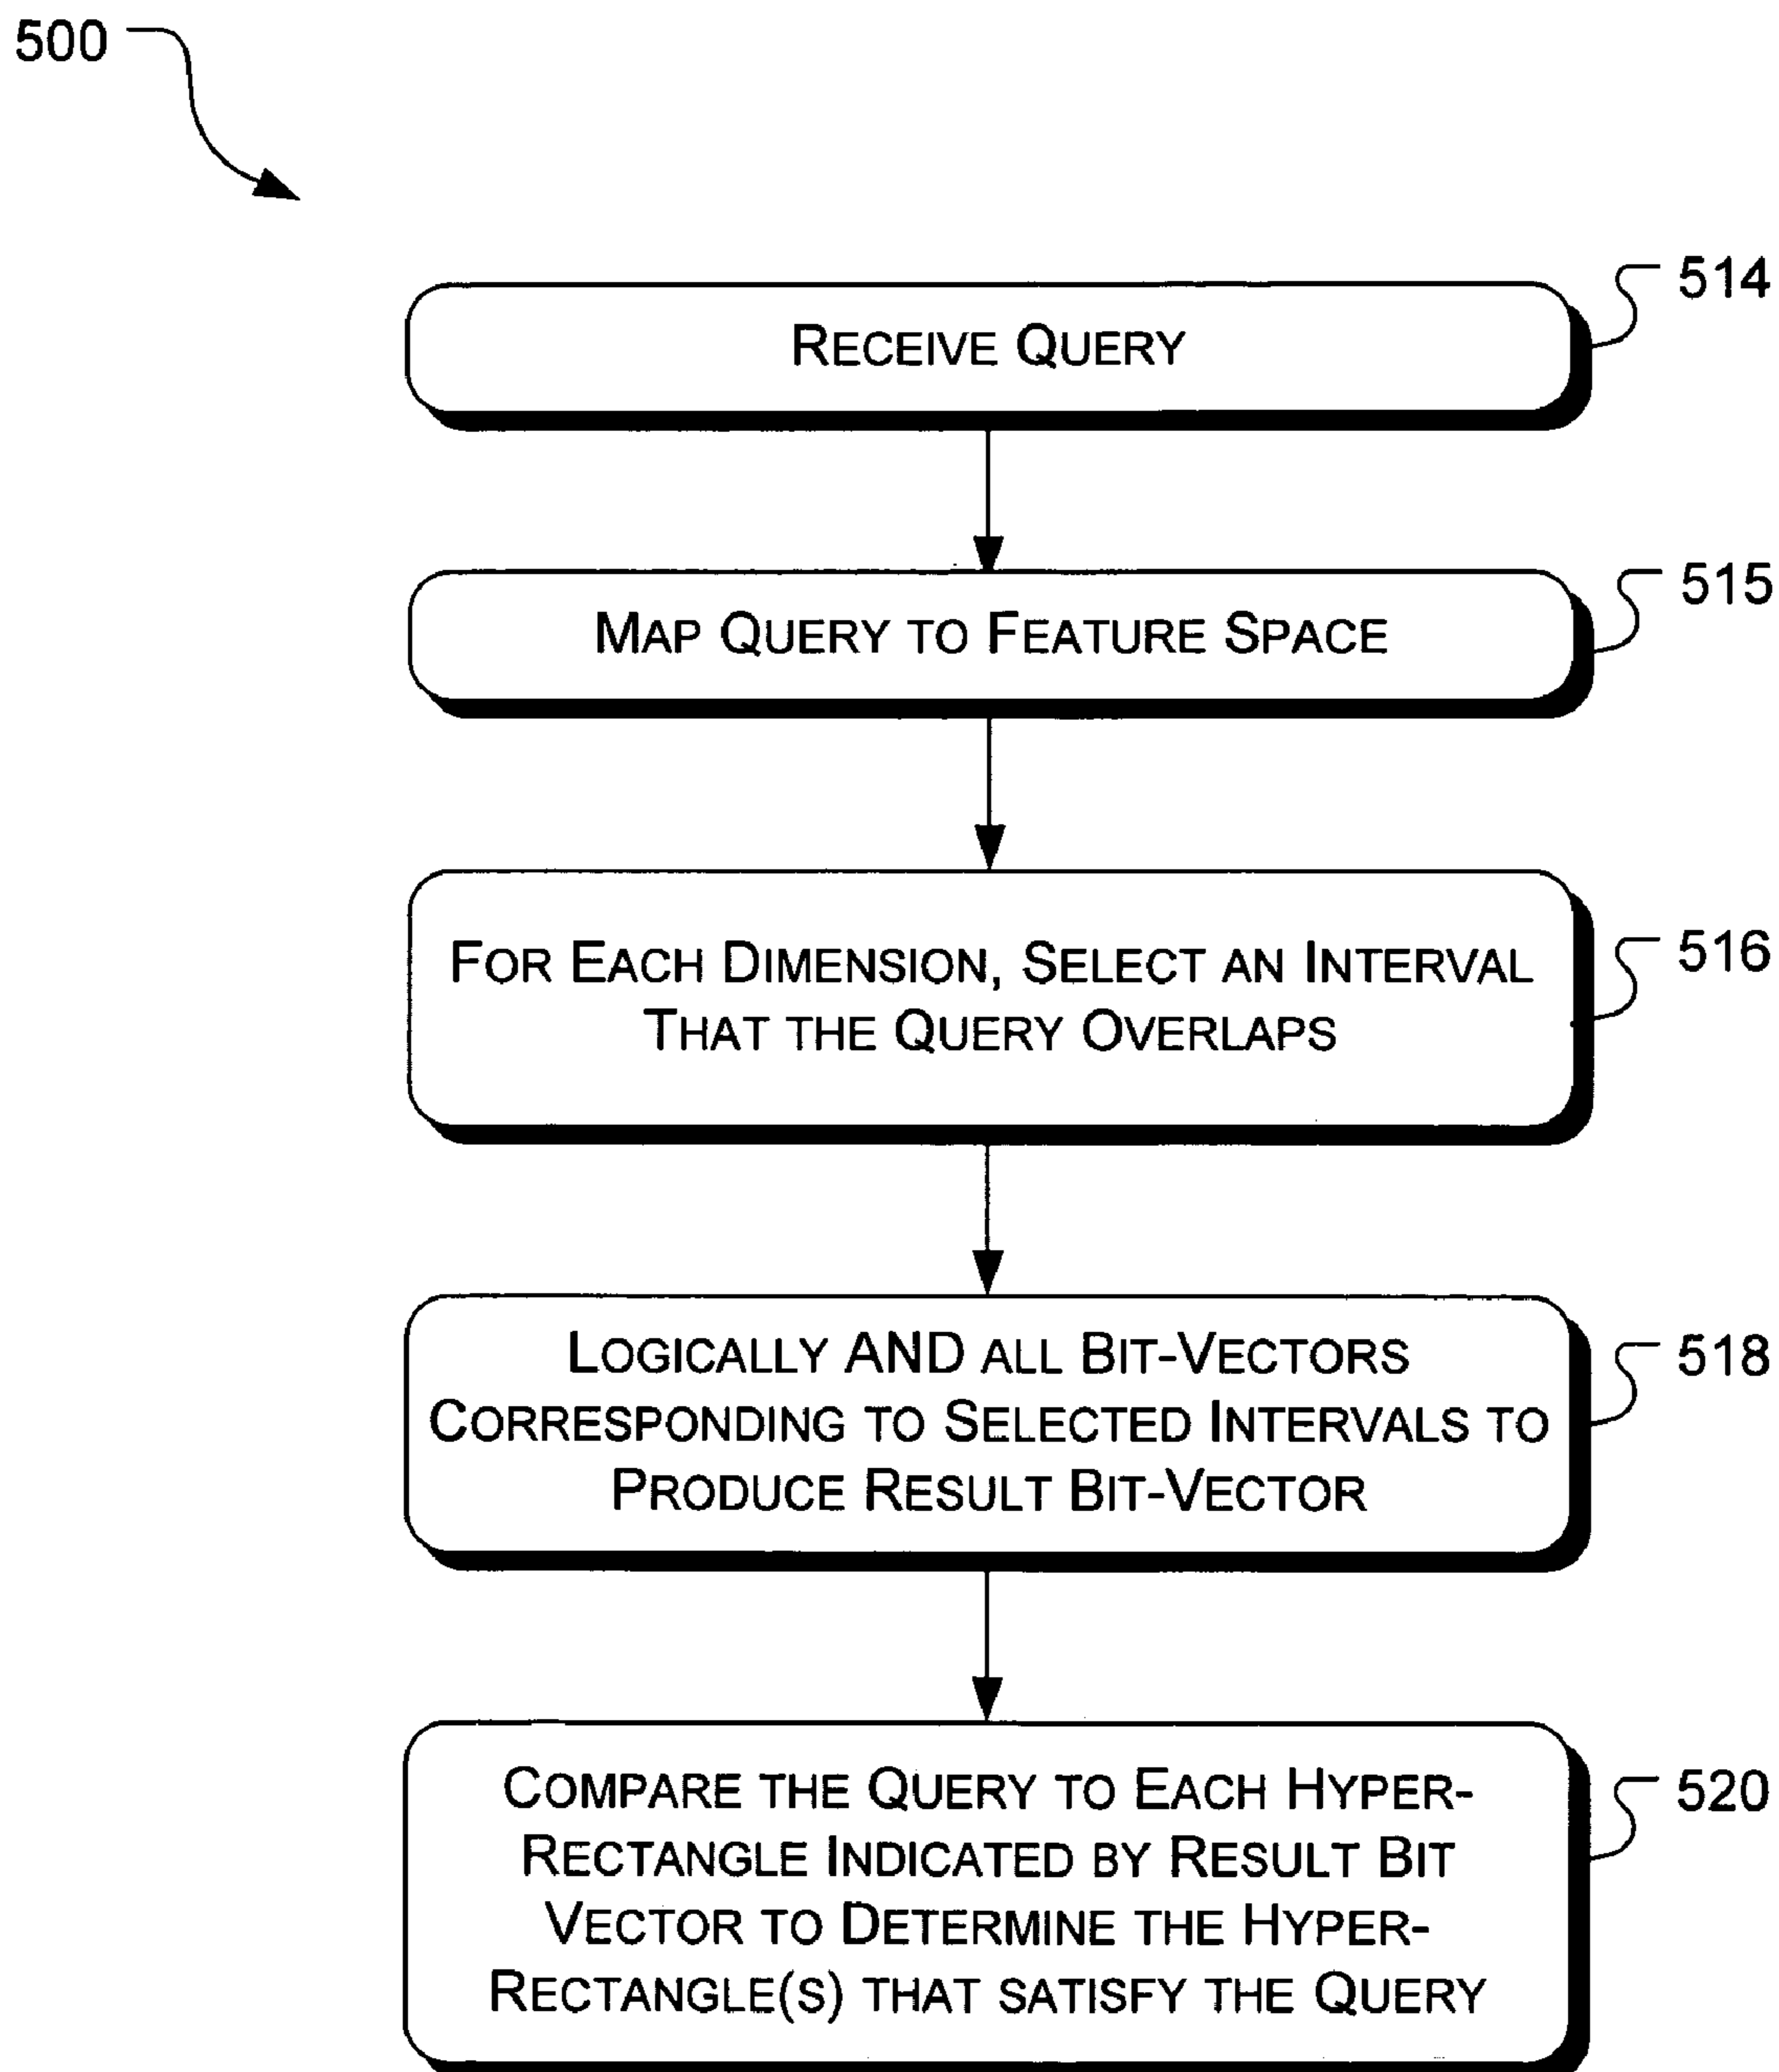 500
514
RECEIVE QUERY
515
MAP QUERY TO FEATURE SPACE
516
FOR EACH DIMENSION, SELECT AN INTERVAL
THAT THE QUERY OVERLAPS
518
LOGICALLY AND ALL BIT-VECTORS
CORRESPONDING TO SELECTED INTERVALS TO
PRODUCE RESULT BIT-VECTOR
520
COMPARE THE QUERY TO EACH HYPER-
RECTANGLE INDICATED BY RESULT BIT
VECTOR TO DETERMINE THE HYPER-
RECTANGLE(S) THAT SATISFY THE QUERY